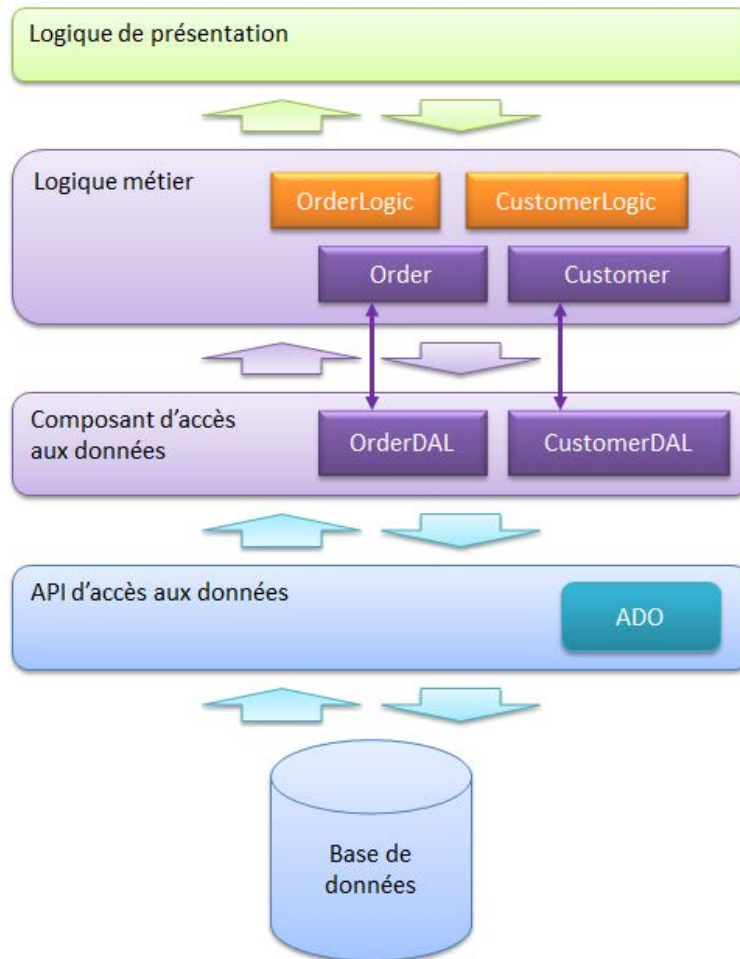 Logique de présentation
Logique métier
OrderLogic
CustomerLogic
Order
Customer
Composant d’accès
aux données
OrderDAL
CustomerDAL
API d’accès aux données
ADO
Base de
données